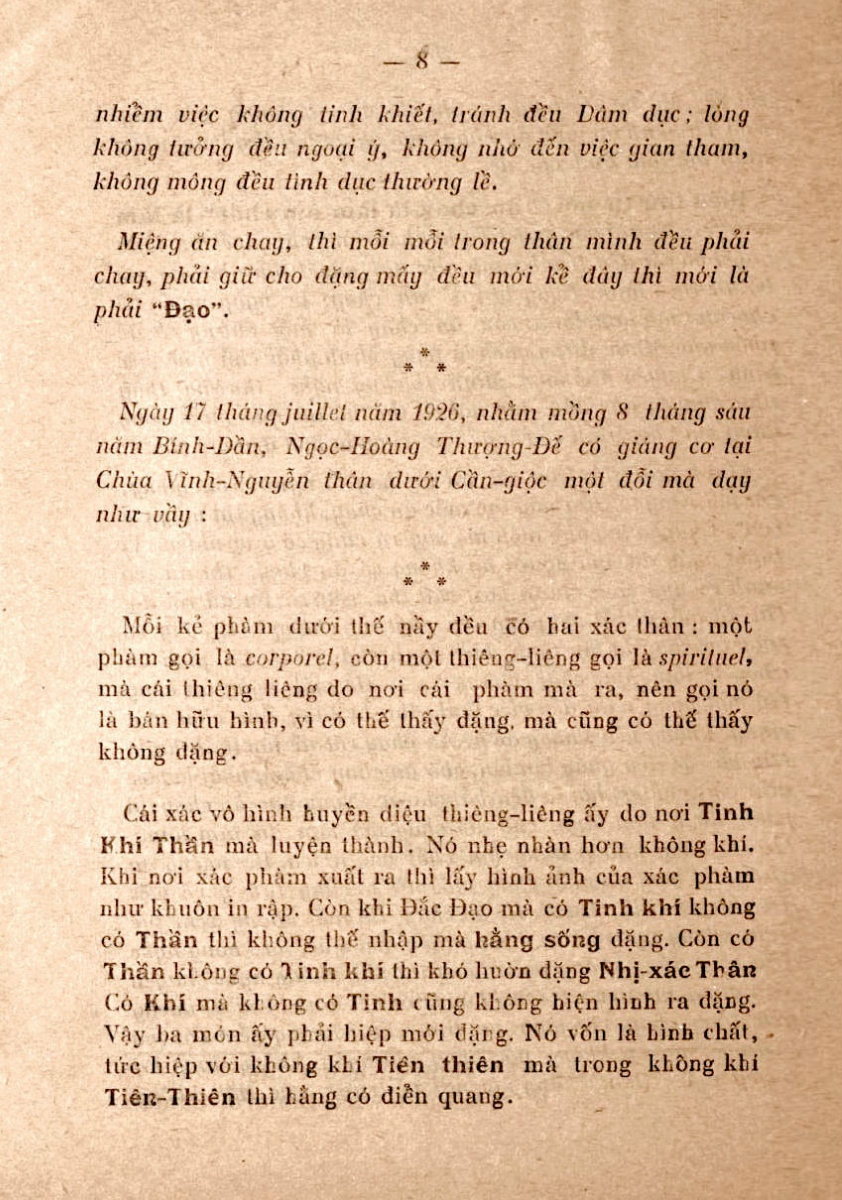 — 8 —
nhiễm việc không tinh khiết, tránh đều Dâm dục ; lòng
không tưởng đều ngoại ý, không nhớ đến việc gian tham,
không mông đều tình dục thường lề.
Miệng ăn chay, thì mỗi mỗi trong thân mình đều phải
chay, phải giữ cho đặng mấy đều mới kể đây thì mới là
phải “Đạo”.
* * *
Ngày 17 tháng juillet năm 1926, nhằm mồng 8 tháng sáu
năm Bính-Dần, Ngọc-Hoàng Thượng-Đế có giáng cơ tại
Chùa Vĩnh-Nguyễn thân dưới Cần-giộc một đổi mà dạy
như vầy :
* * *
Mỗi kẻ phàm dưới thế nầy đều có hai xác thân : một
phàm gọi là corporel, còn một thiêng-liêng gọi là spirituel,
mà cái thiêng liêng do nơi cái phàm mà ra, nên gọi nó
là bán hữu hình, vì có thể thấy đặng, mà cũng có thể thấy
không đặng.
Cái xác vô hình huyền diệu thiêng-liêng ấy do nơi Tinh
Khí Thần mà luyện thành. Nó nhẹ nhàn hơn không khí.
Khi nơi xác phàm xuất ra thì lấy hình ảnh của xác phàm
như khuôn in rập. Còn khi Đắc Đạo mà có Tinh khí không
có Thần thì không thể nhập mà hằng sống đặng. Còn có
Thần không có Tinh khí thì khó huờn đặng Nhị-xác Thân
Có Khí mà không có Tinh cũng không hiện hình ra đặng.
Vậy ba món ấy phải hiệp mới đặng. Nó vốn là hình chất,
tức hiệp với không khí Tiên thiên mà trong không khí
Tiên-Thiên thì hằng có điển quang.